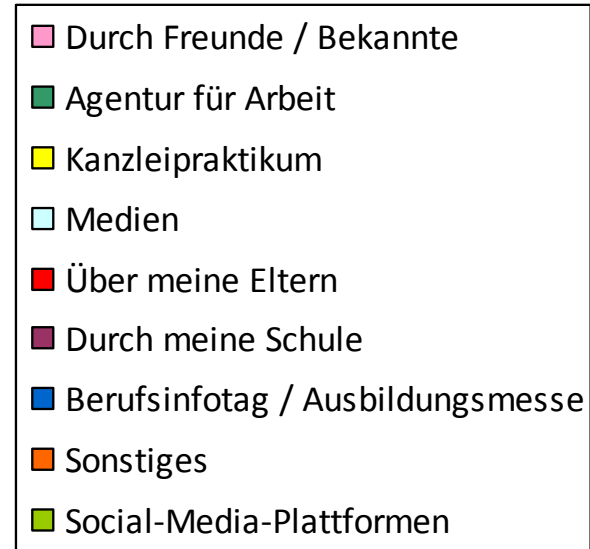 Durch Freunde / Bekannte
Agentur für Arbeit
Kanzleipraktikum
Medien
Über meine Eltern
Durch meine Schule
Berufsinfotag / Ausbildungsmesse
Sonstiges
Social-Media-Plattformen